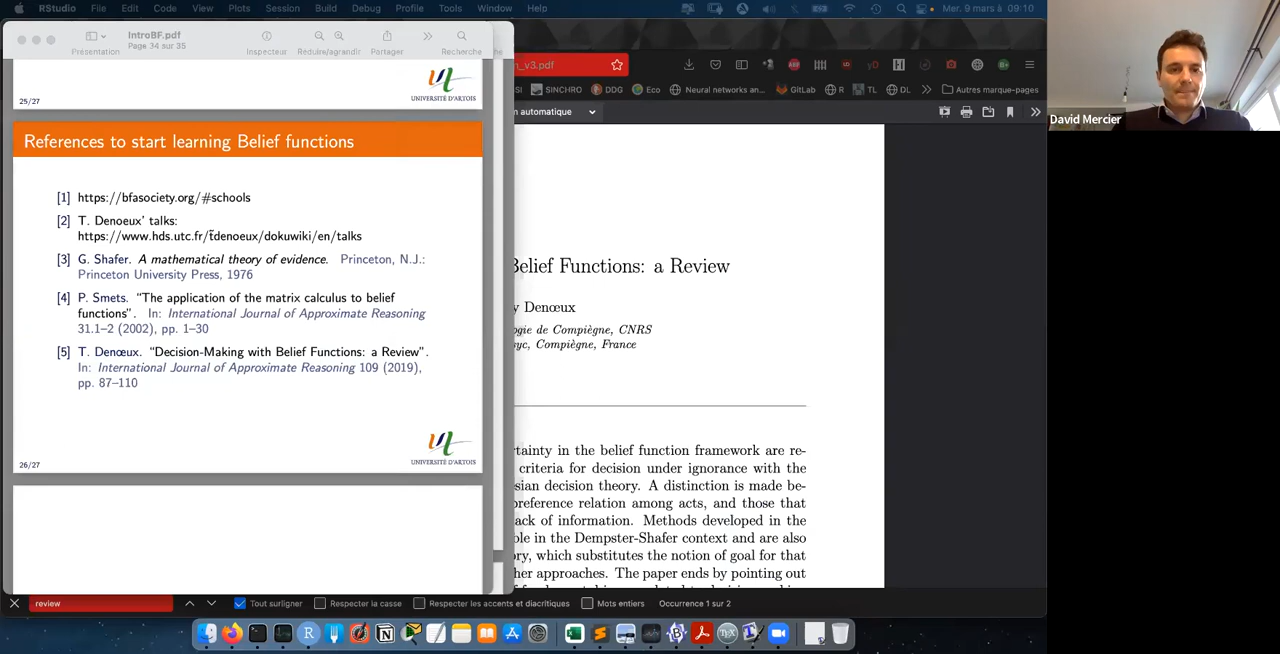 RStudio File Edit Code View Plots Session Build Debug Profile Tools Window Help Mer. 9 mars à 09:10
IntroBF.pdf
Page 34 sur 35
Présentation Inspecteur Réduire/agrandir Partager Recherche
UNIVERSITÉ D'ARTOIS
25/27
References to start learning Belief functions
[1] https://bfasociety.org/#schools
[2] T. Denoeux' talks:
https://www.hds.utc.fr/t̃denoeux/dokuwiki/en/talks
[3] G. Shafer. A mathematical theory of evidence. Princeton, N.J.:
Princeton University Press, 1976
[4] P. Smets. “The application of the matrix calculus to belief
functions”. In: International Journal of Approximate Reasoning
31.1–2 (2002), pp. 1–30
[5] T. Denœux. “Decision-Making with Belief Functions: a Review”.
In: International Journal of Approximate Reasoning 109 (2019),
pp. 87–110
UNIVERSITÉ D'ARTOIS
26/27
n_v3.pdf
SI SINCHRO DDG Eco Neural networks an... GitLab R TL DL Autres marque-pages
m automatique
Belief Functions: a Review
y Denœux
ogie de Compiègne, CNRS
syc, Compiègne, France
rtainty in the belief function framework are re-
criteria for decision under ignorance with the
sian decision theory. A distinction is made be-
preference relation among acts, and those that
ack of information. Methods developed in the
ble in the Dempster-Shafer context and are also
ory, which substitutes the notion of goal for that
her approaches. The paper ends by pointing out
review Tout surligner Respecter la casse Respecter les accents et diacritiques Mots entiers Occurrence 1 sur 2
David Mercier